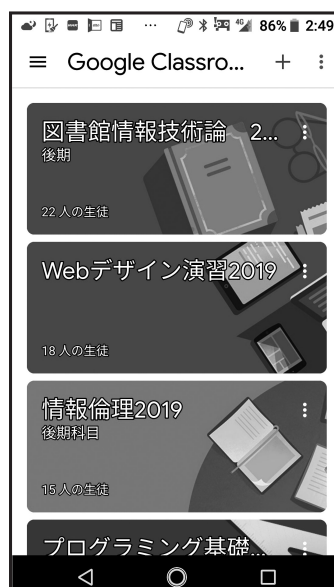 4G 86% 2:49
Google Classro...
図書館情報技術論 2...
後期
22 人の生徒
Webデザイン演習2019
18 人の生徒
情報倫理2019
後期科目
15 人の生徒
プログラミング基礎...